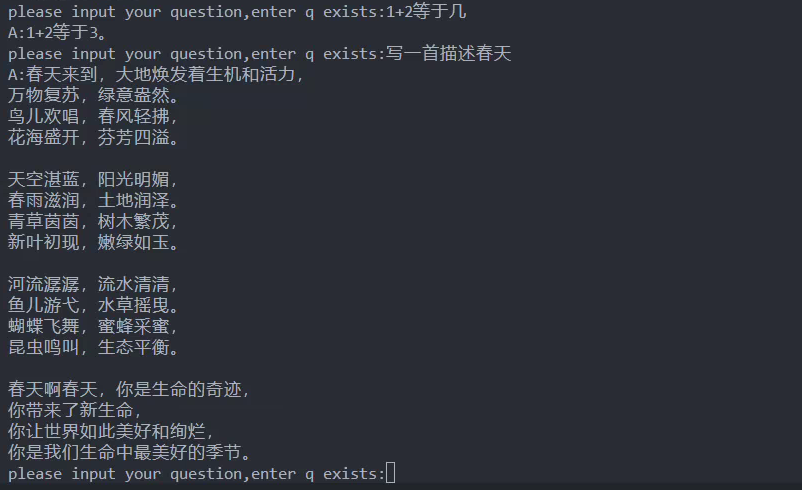 please input your question,enter q exists:1+2等于几
A:1+2等于3。
please input your question,enter q exists:写一首描述春天
A:春天来到，大地焕发着生机和活力，
万物复苏，绿意盎然。
鸟儿欢唱，春风轻拂，
花海盛开，芬芳四溢。
天空湛蓝，阳光明媚，
春雨滋润，土地润泽。
青草茵茵，树木繁茂，
新叶初现，嫩绿如玉。
河流潺潺，流水清清，
鱼儿游弋，水草摇曳。
蝴蝶飞舞，蜜蜂采蜜，
昆虫鸣叫，生态平衡。
春天啊春天，你是生命的奇迹，
你带来了新生命，
你让世界如此美好和绚烂，
你是我们生命中最美好的季节。
please input your question,enter q exists: